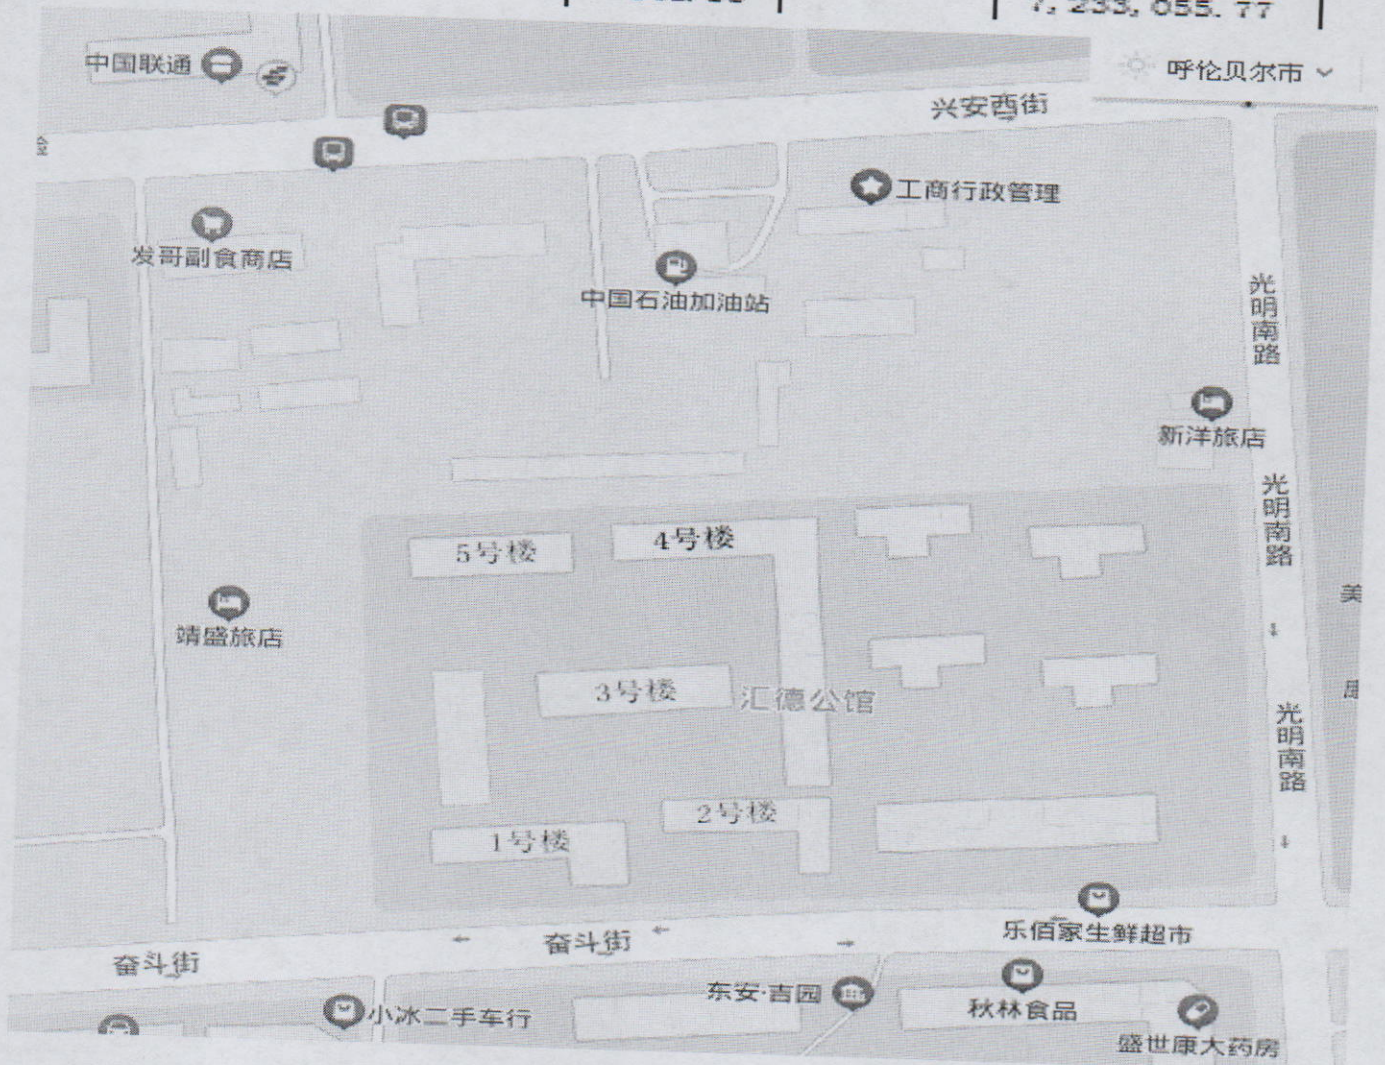 7, 233, 055. 77
呼伦贝尔市
中国联通
兴安西街
工商行政管理
发哥副食商店
中国石油加油站
光明南路
新洋旅店
光明南路
5号楼
4号楼
美
靖盛旅店
3号楼
汇德公馆
光明南路
2号楼
1号楼
乐佰家生鲜超市
奋斗街
奋斗街
东安·吉园
秋林食品
小冰二手车行
盛世康大药房